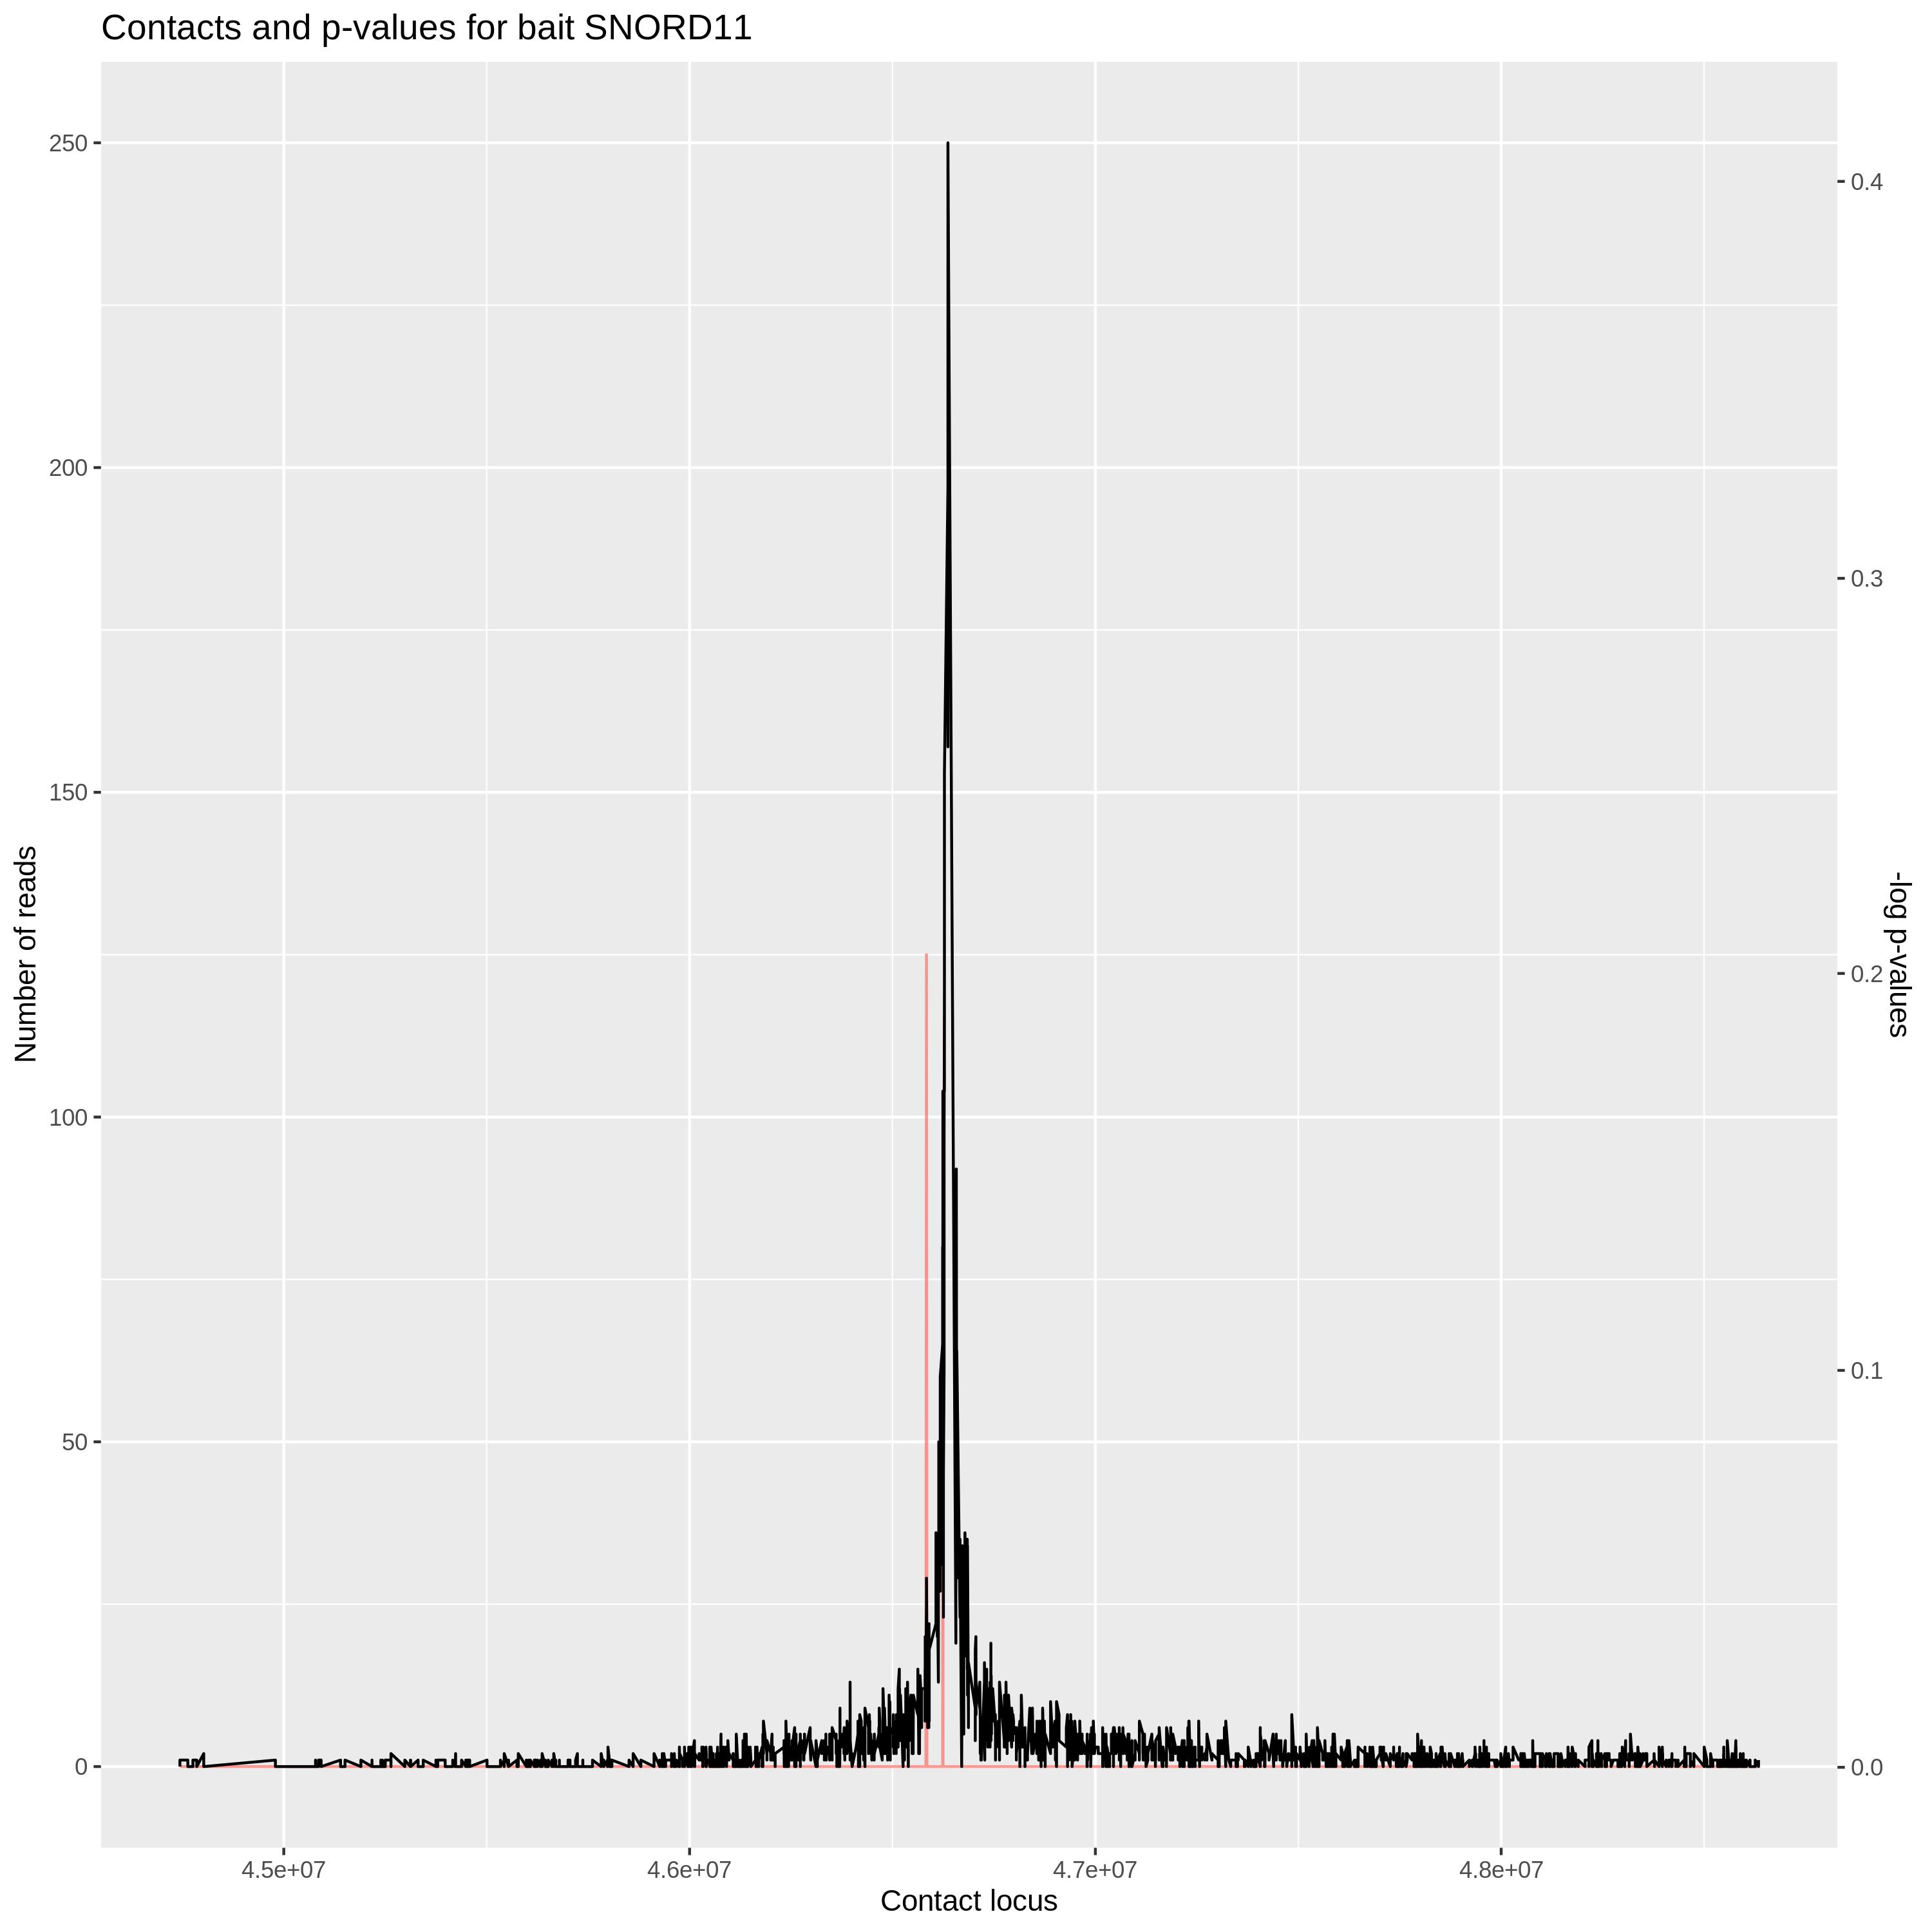 Contacts and p-values for bait SNORD11
Number of reads
250
200
150
100
50
0
0.4
0.3
0.2
0.1
0.0
-log p-values
4.5e+07 4.6e+07 4.7e+07 4.8e+07
Contact locus